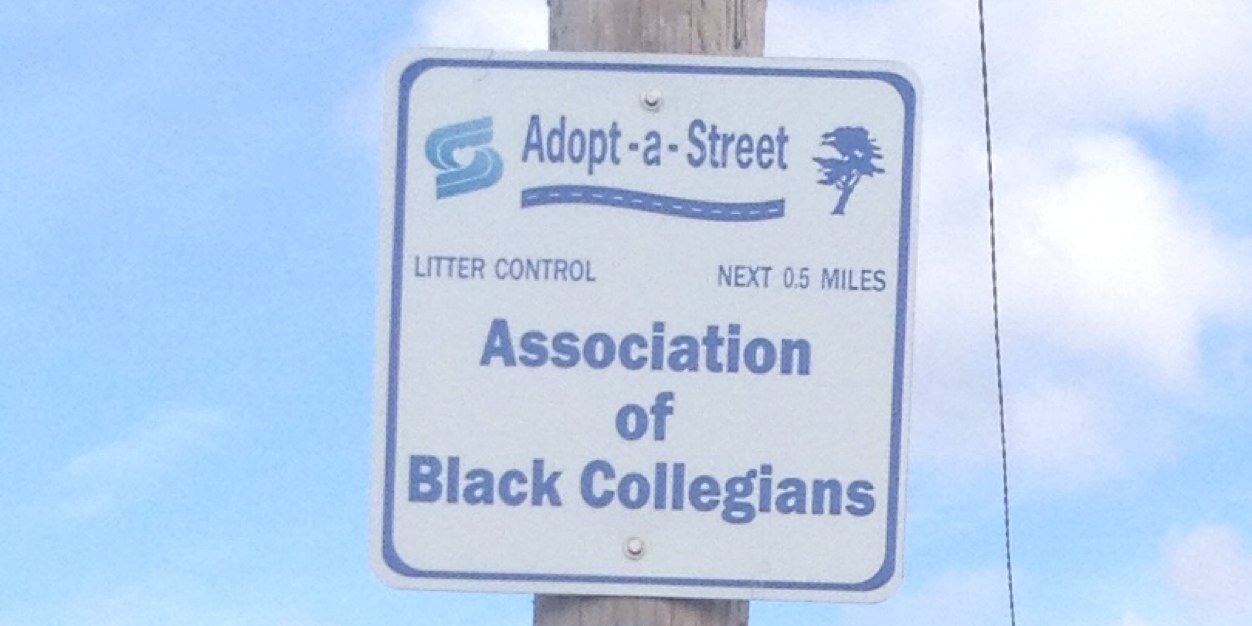 Adopt-a-Street
LITTER CONTROL NEXT 0.5 MILES
Association
of
Black Collegians